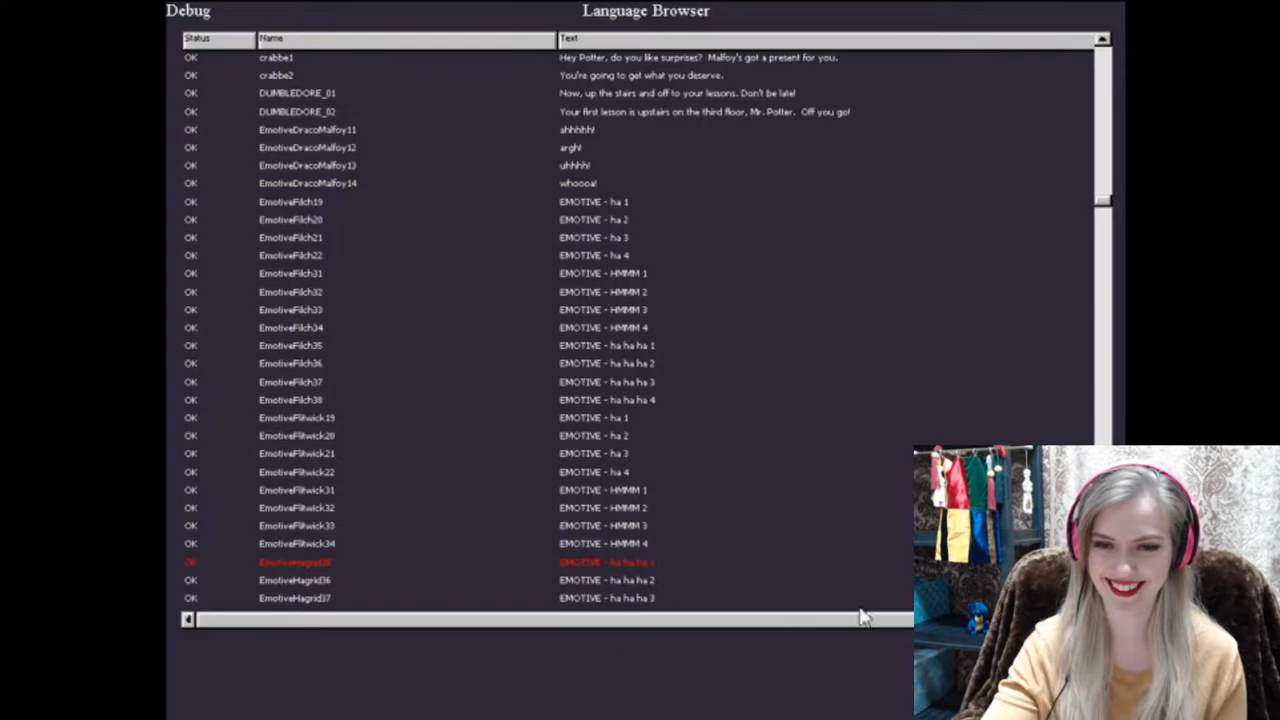 Debug Language Browser
Status Name Text
OK crabbe1 Hey Potter, do you like surprises? Malfoy's got a present for you.
OK crabbe2 You're going to get what you deserve.
OK DUMBLEDORE_01 Now, up the stairs and off to your lessons. Don't be late!
OK DUMBLEDORE_02 Your first lesson is upstairs on the third floor, Mr. Potter. Off you go!
OK EmotiveDracoMalfoy11 ahhhhh!
OK EmotiveDracoMalfoy12 argh!
OK EmotiveDracoMalfoy13 uhhhh!
OK EmotiveDracoMalfoy14 whoooa!
OK EmotiveFilch19 EMOTIVE - ha 1
OK EmotiveFilch20 EMOTIVE - ha 2
OK EmotiveFilch21 EMOTIVE - ha 3
OK EmotiveFilch22 EMOTIVE - ha 4
OK EmotiveFilch31 EMOTIVE - HMMM 1
OK EmotiveFilch32 EMOTIVE - HMMM 2
OK EmotiveFilch33 EMOTIVE - HMMM 3
OK EmotiveFilch34 EMOTIVE - HMMM 4
OK EmotiveFilch35 EMOTIVE - ha ha ha 1
OK EmotiveFilch36 EMOTIVE - ha ha ha 2
OK EmotiveFilch37 EMOTIVE - ha ha ha 3
OK EmotiveFilch38 EMOTIVE - ha ha ha 4
OK EmotiveFlitwick19 EMOTIVE - ha 1
OK EmotiveFlitwick20 EMOTIVE - ha 2
OK EmotiveFlitwick21 EMOTIVE - ha 3
OK EmotiveFlitwick22 EMOTIVE - ha 4
OK EmotiveFlitwick31 EMOTIVE - HMMM 1
OK EmotiveFlitwick32 EMOTIVE - HMMM 2
OK EmotiveFlitwick33 EMOTIVE - HMMM 3
OK EmotiveFlitwick34 EMOTIVE - HMMM 4
OK EmotiveHagrid35 EMOTIVE - ha ha ha 1
OK EmotiveHagrid36 EMOTIVE - ha ha ha 2
OK EmotiveHagrid37 EMOTIVE - ha ha ha 3